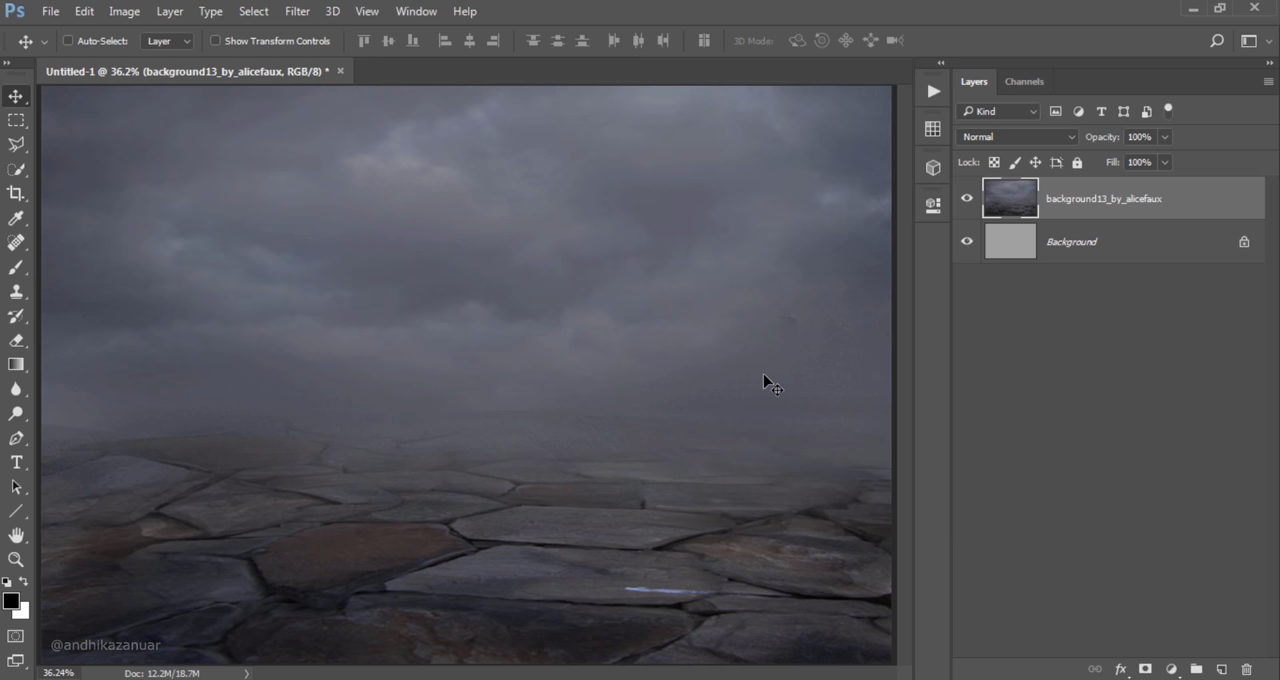 Ps File Edit Image Layer Type Select Filter 3D View Window Help
Auto-Select: Layer Show Transform Controls 3D Mode:
Untitled-1 @ 36.2% (background13_by_alicefaux, RGB/8) * ×
Layers Channels
Kind
Normal Opacity: 100%
Lock: Fill: 100%
background13_by_alicefaux
Background
@andhikazanuar
36.24% Doc: 12.2M/18.7M